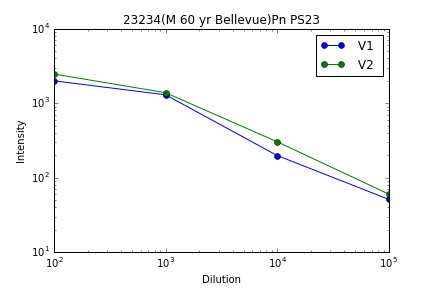 23234(M 60 yr Bellevue)Pn PS23
10^4
10^3
10^2
10^1
Intensity
V1
V2
10^2 10^3 10^4 10^5
Dilution